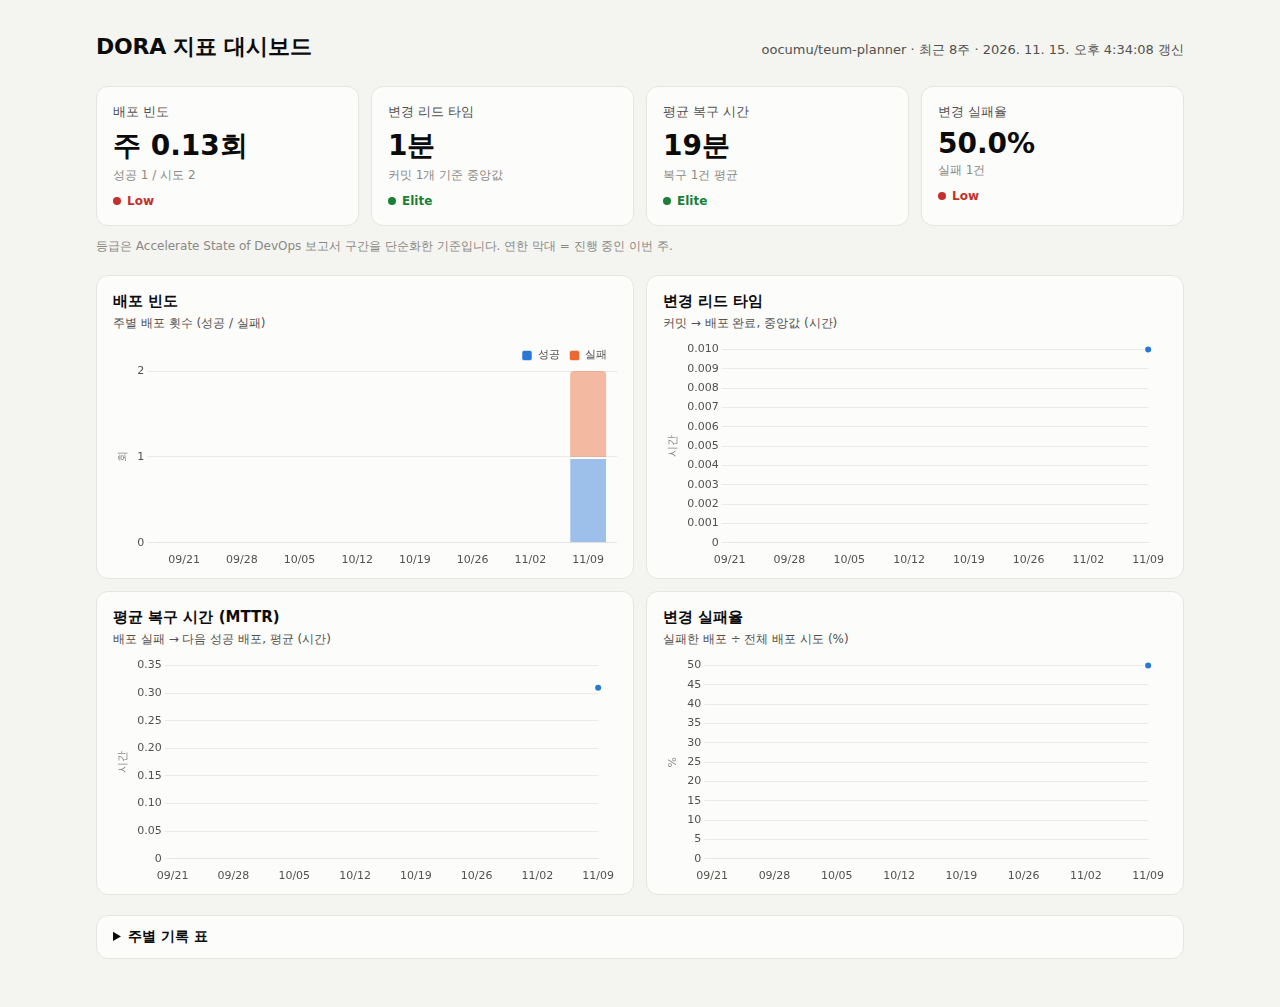 DORA 지표 대시보드
oocumu/teum-planner · 최근 8주 · 2026. 11. 15. 오후 4:34:08 갱신
배포 빈도
주 0.13회
성공 1 / 시도 2
Low
변경 리드 타임
1분
커밋 1개 기준 중앙값
Elite
평균 복구 시간
19분
복구 1건 평균
Elite
변경 실패율
50.0%
실패 1건
Low
등급은 Accelerate State of DevOps 보고서 구간을 단순화한 기준입니다. 연한 막대 = 진행 중인 이번 주.
배포 빈도
주별 배포 횟수 (성공 / 실패)
성공 실패
회
2
1
0
09/21 09/28 10/05 10/12 10/19 10/26 11/02 11/09
변경 리드 타임
커밋 → 배포 완료, 중앙값 (시간)
시간
0.010
0.009
0.008
0.007
0.006
0.005
0.004
0.003
0.002
0.001
0
09/21 09/28 10/05 10/12 10/19 10/26 11/02 11/09
평균 복구 시간 (MTTR)
배포 실패 → 다음 성공 배포, 평균 (시간)
시간
0.35
0.30
0.25
0.20
0.15
0.10
0.05
0
09/21 09/28 10/05 10/12 10/19 10/26 11/02 11/09
변경 실패율
실패한 배포 ÷ 전체 배포 시도 (%)
%
50
45
40
35
30
25
20
15
10
5
0
09/21 09/28 10/05 10/12 10/19 10/26 11/02 11/09
▶ 주별 기록 표